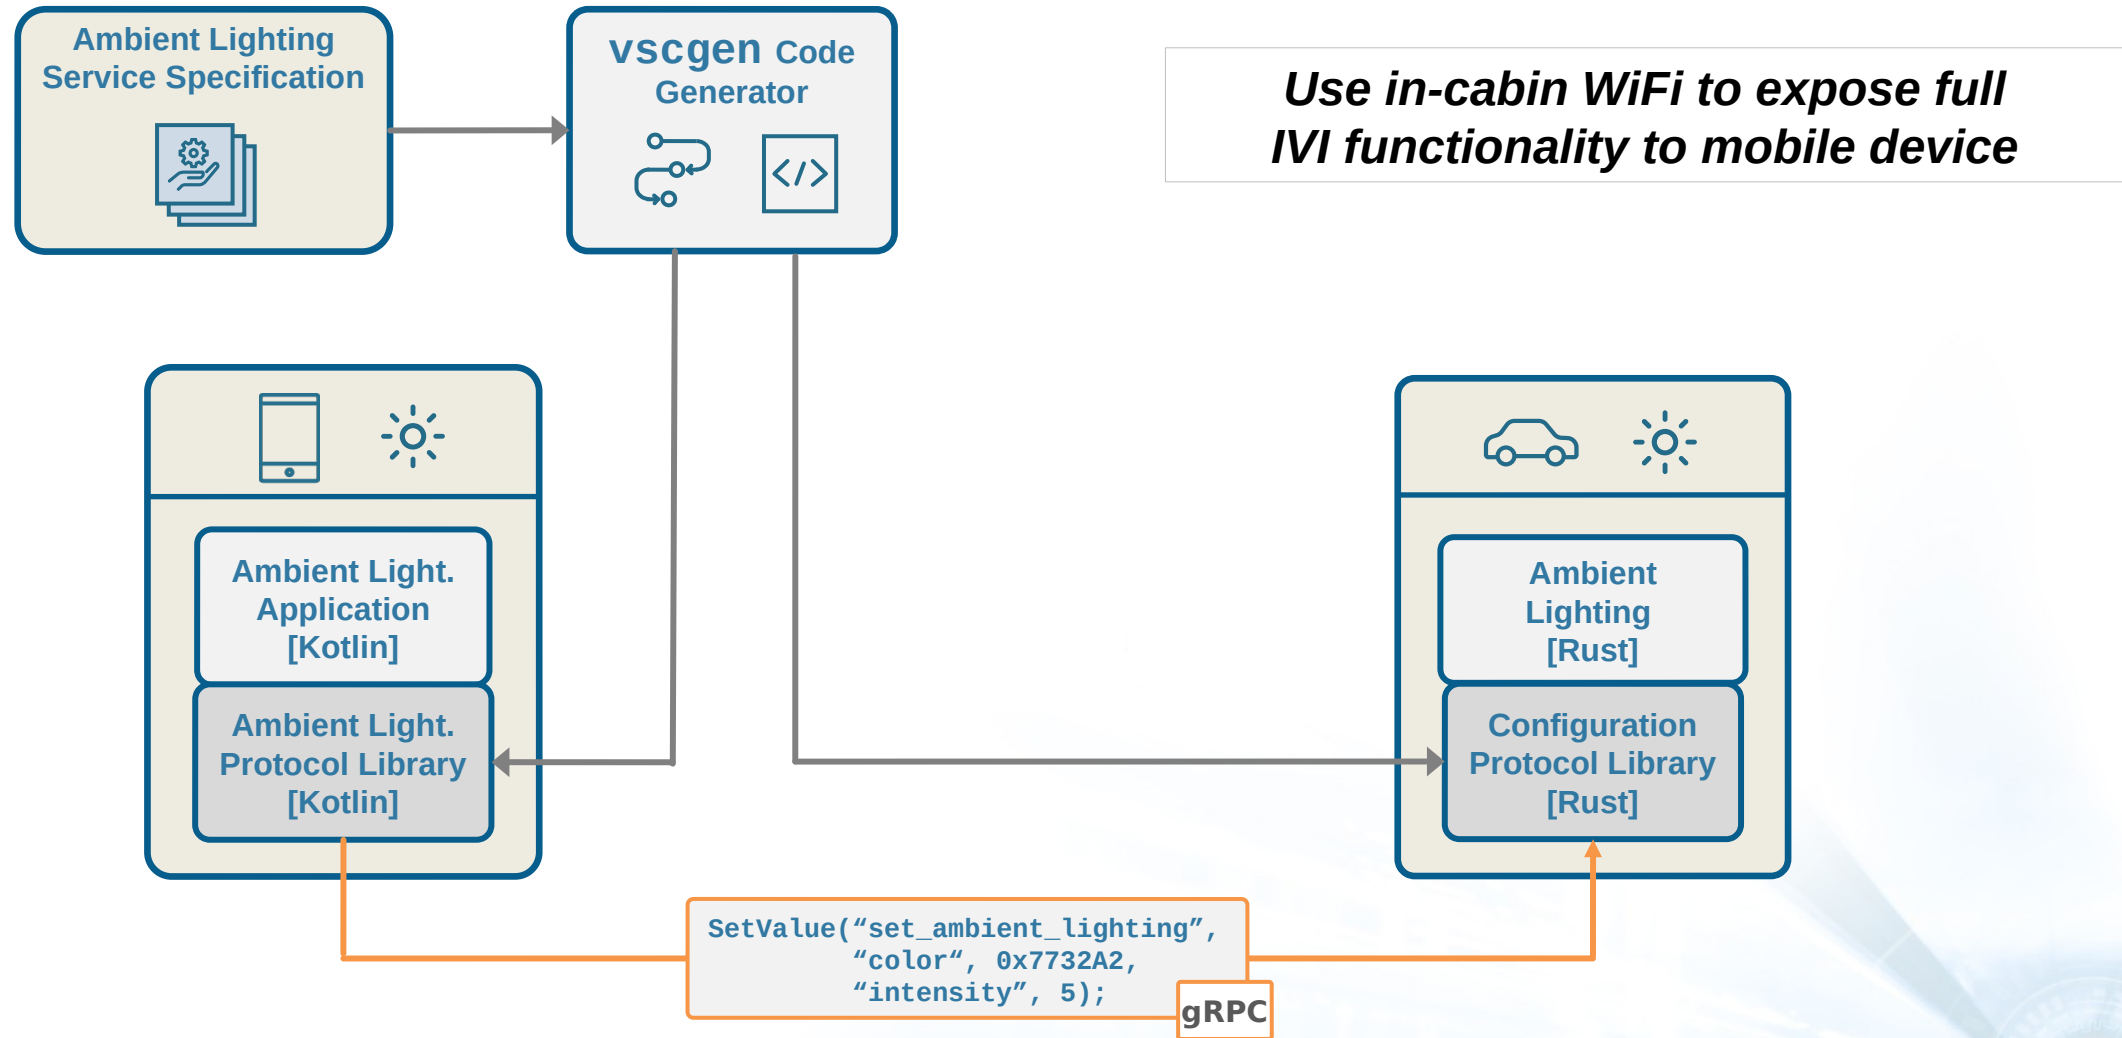 Ambient Lighting
Service Specification
vscgen Code
Generator
</>
Use in-cabin WiFi to expose full
IVI functionality to mobile device
Ambient Light.
Application
[Kotlin]
Ambient Light.
Protocol Library
[Kotlin]
Ambient
Lighting
[Rust]
Configuration
Protocol Library
[Rust]
SetValue(“set_ambient_lighting”,
“color“, 0x7732A2,
“intensity”, 5);
gRPC